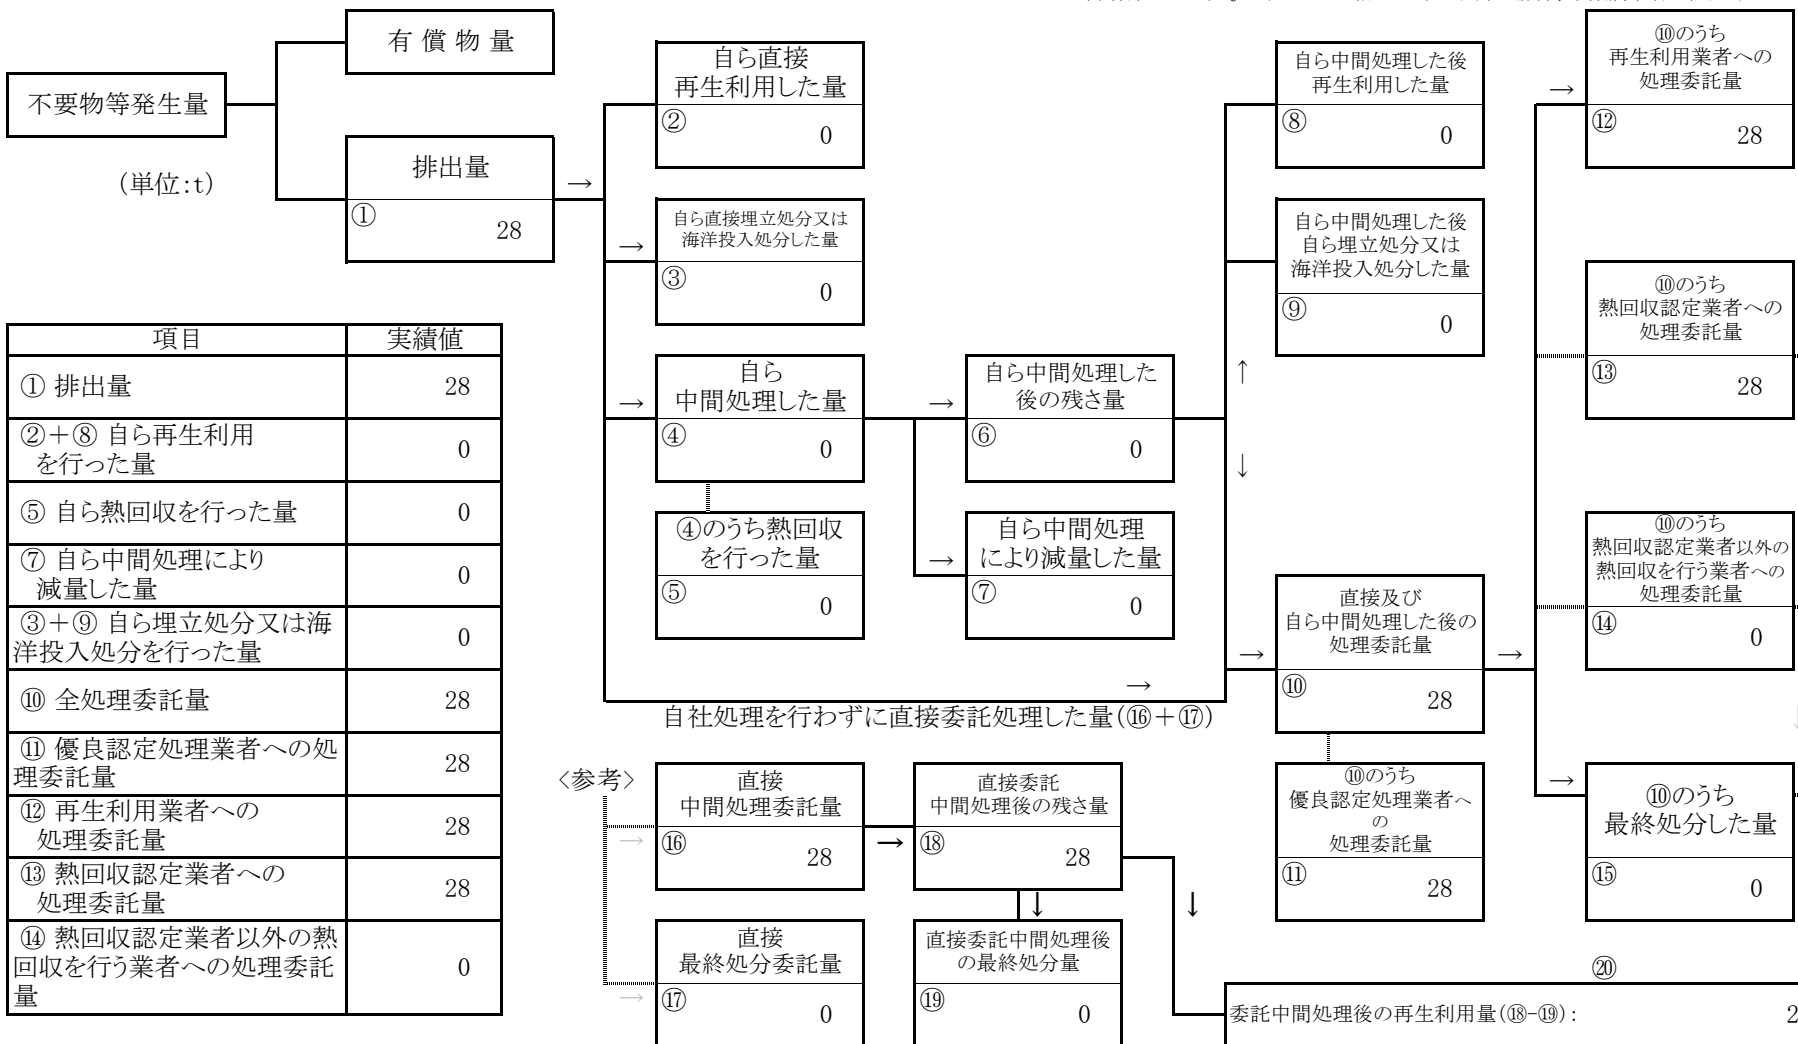 有 償 物 量
不要物等発生量
(単位:t)
排出量
①
28
→
自ら直接
再生利用した量
②
0
→
自ら直接埋立処分又は
海洋投入処分した量
③
0
→
自ら
中間処理した量
④
0
④のうち熱回収
を行った量
⑤
0
→
自ら中間処理した
後の残さ量
⑥
0
→
自ら中間処理
により減量した量
⑦
0
自ら中間処理した後
再生利用した量
⑧
0
自ら中間処理した後
自ら埋立処分又は
海洋投入処分した量
⑨
0
↑
↓
→
直接及び
自ら中間処理した後の
処理委託量
⑩
28
→
⑩のうち
優良認定処理業者へ
の
処理委託量
⑪
28
→
⑩のうち
再生利用業者への
処理委託量
⑫
28
⑩のうち
熱回収認定業者への
処理委託量
⑬
28
⑩のうち
熱回収認定業者以外の
熱回収を行う業者への
処理委託量
⑭
0
→
⑩のうち
最終処分した量
⑮
0
→
自社処理を行わずに直接委託処理した量(⑯+⑰)
<参考>
→
直接
中間処理委託量
⑯
28
→
直接委託
中間処理後の残さ量
⑱
28
↓
↓
→
直接
最終処分委託量
⑰
0
直接委託中間処理後
の最終処分量
⑲
0
⑳
委託中間処理後の再生利用量(⑱-⑲):
2
項目 実績値
① 排出量 28
②+⑧ 自ら再生利用
を行った量 0
⑤ 自ら熱回収を行った量 0
⑦ 自ら中間処理により
減量した量 0
③+⑨ 自ら埋立処分又は海
洋投入処分を行った量 0
⑩ 全処理委託量 28
⑪ 優良認定処理業者への処
理委託量 28
⑫ 再生利用業者への
処理委託量 28
⑬ 熱回収認定業者への
処理委託量 28
⑭ 熱回収認定業者以外の熱
回収を行う業者への処理委託
量 0